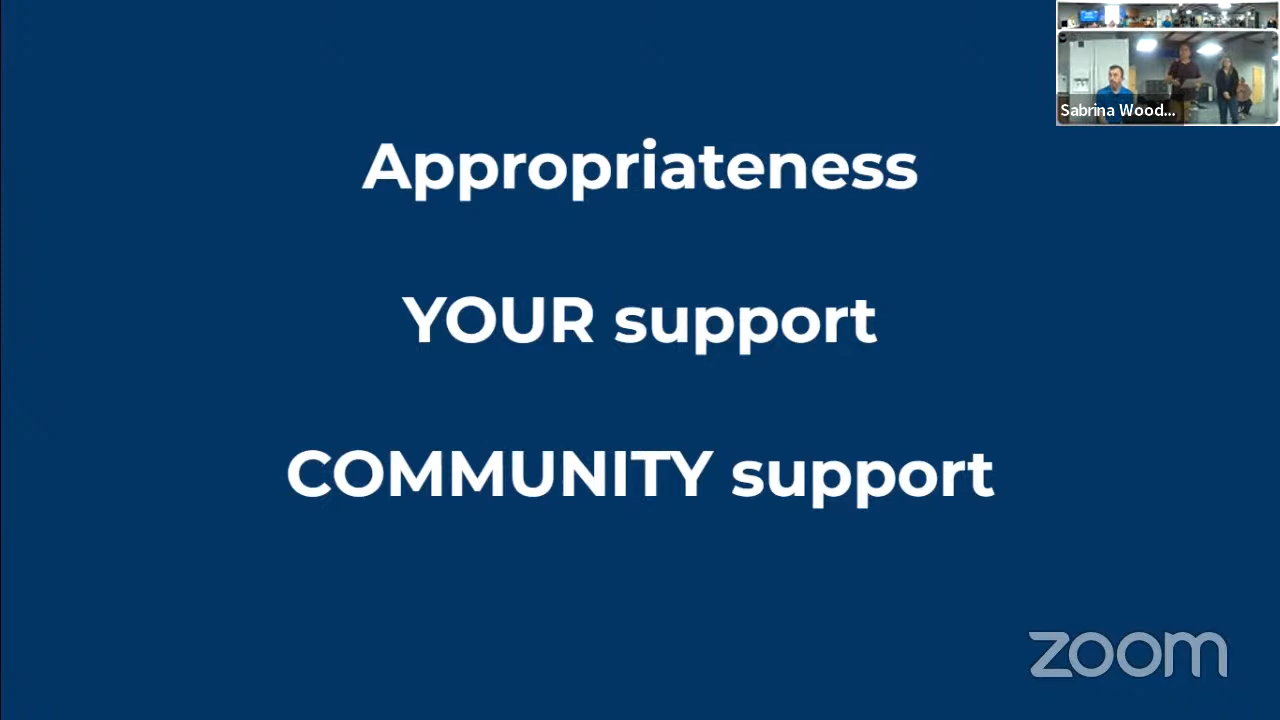 Sabrina Wood...
Appropriateness
YOUR support
COMMUNITY support
zoom